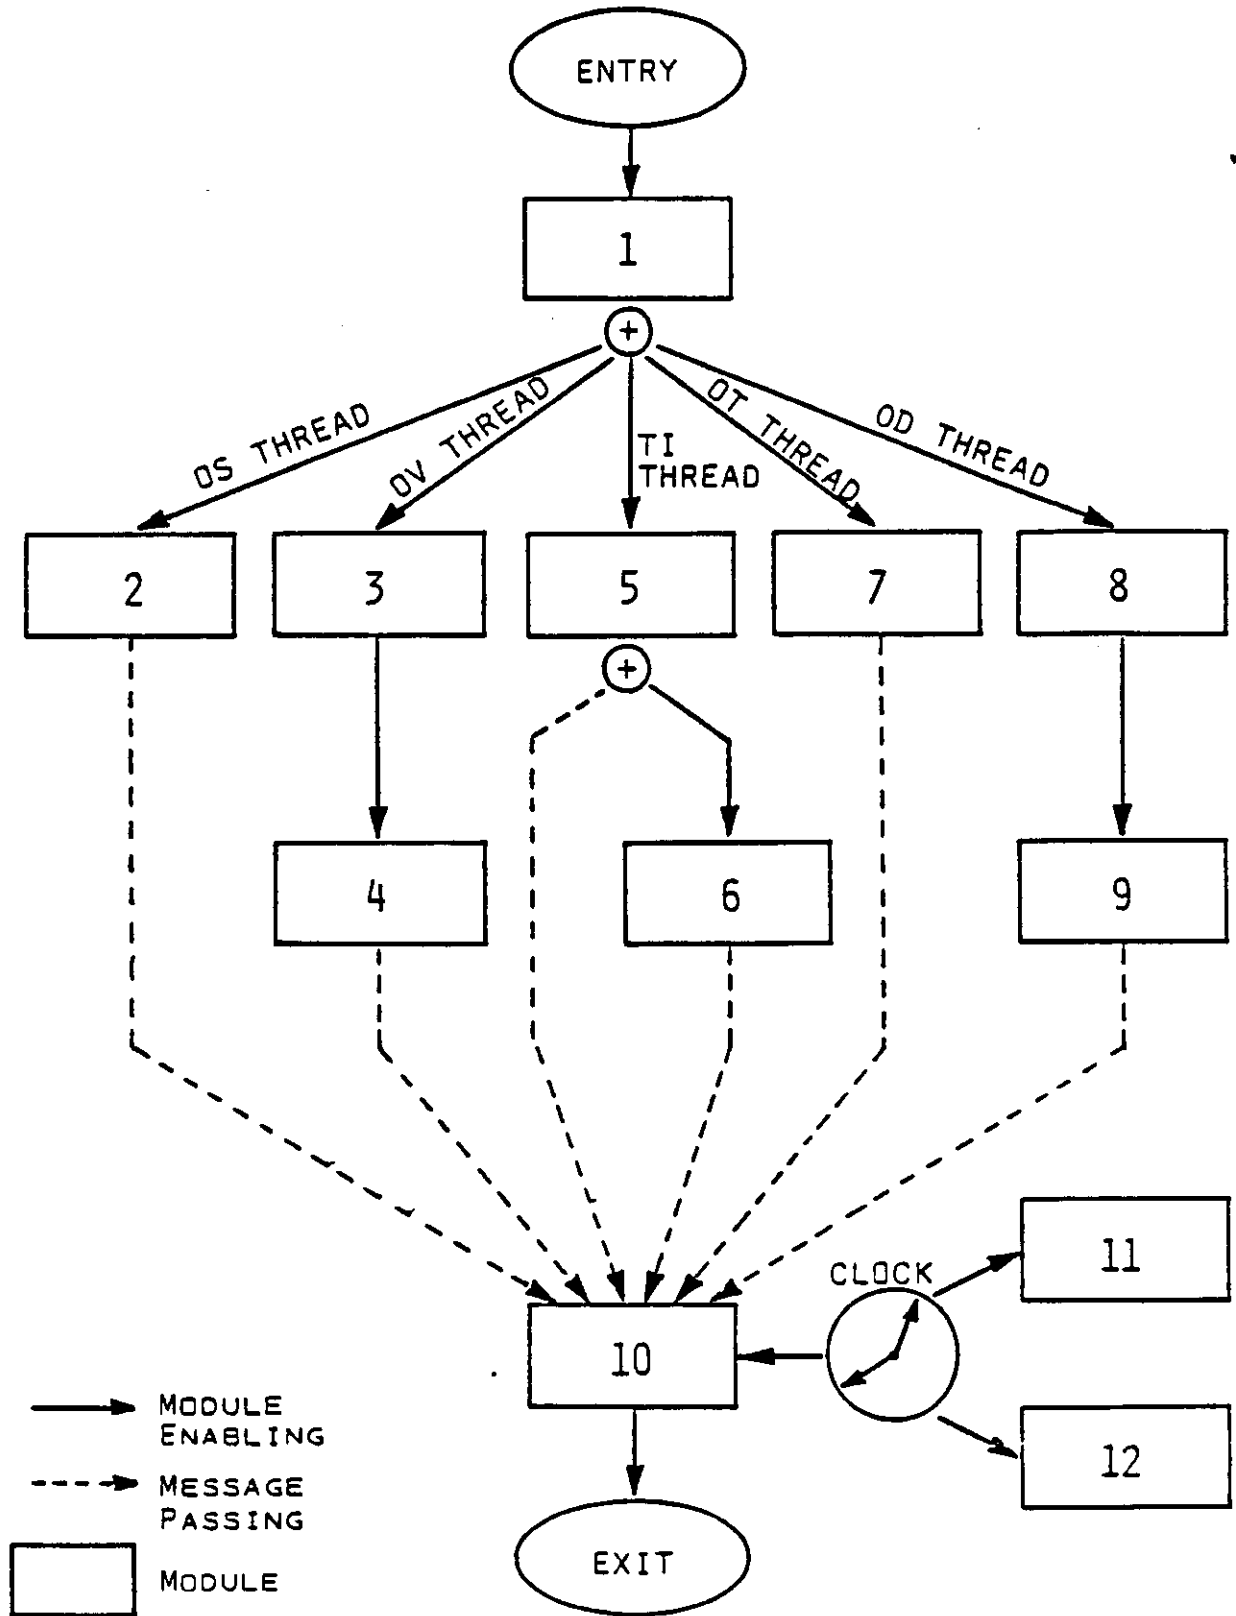 ENTRY
1
+
OS THREAD
OV THREAD
TI
THREAD
OT THREAD
OD THREAD
2
3
5
7
8
+
4
6
9
CLOCK
11
10
12
MODULE
ENABLING
MESSAGE
PASSING
EXIT
MODULE